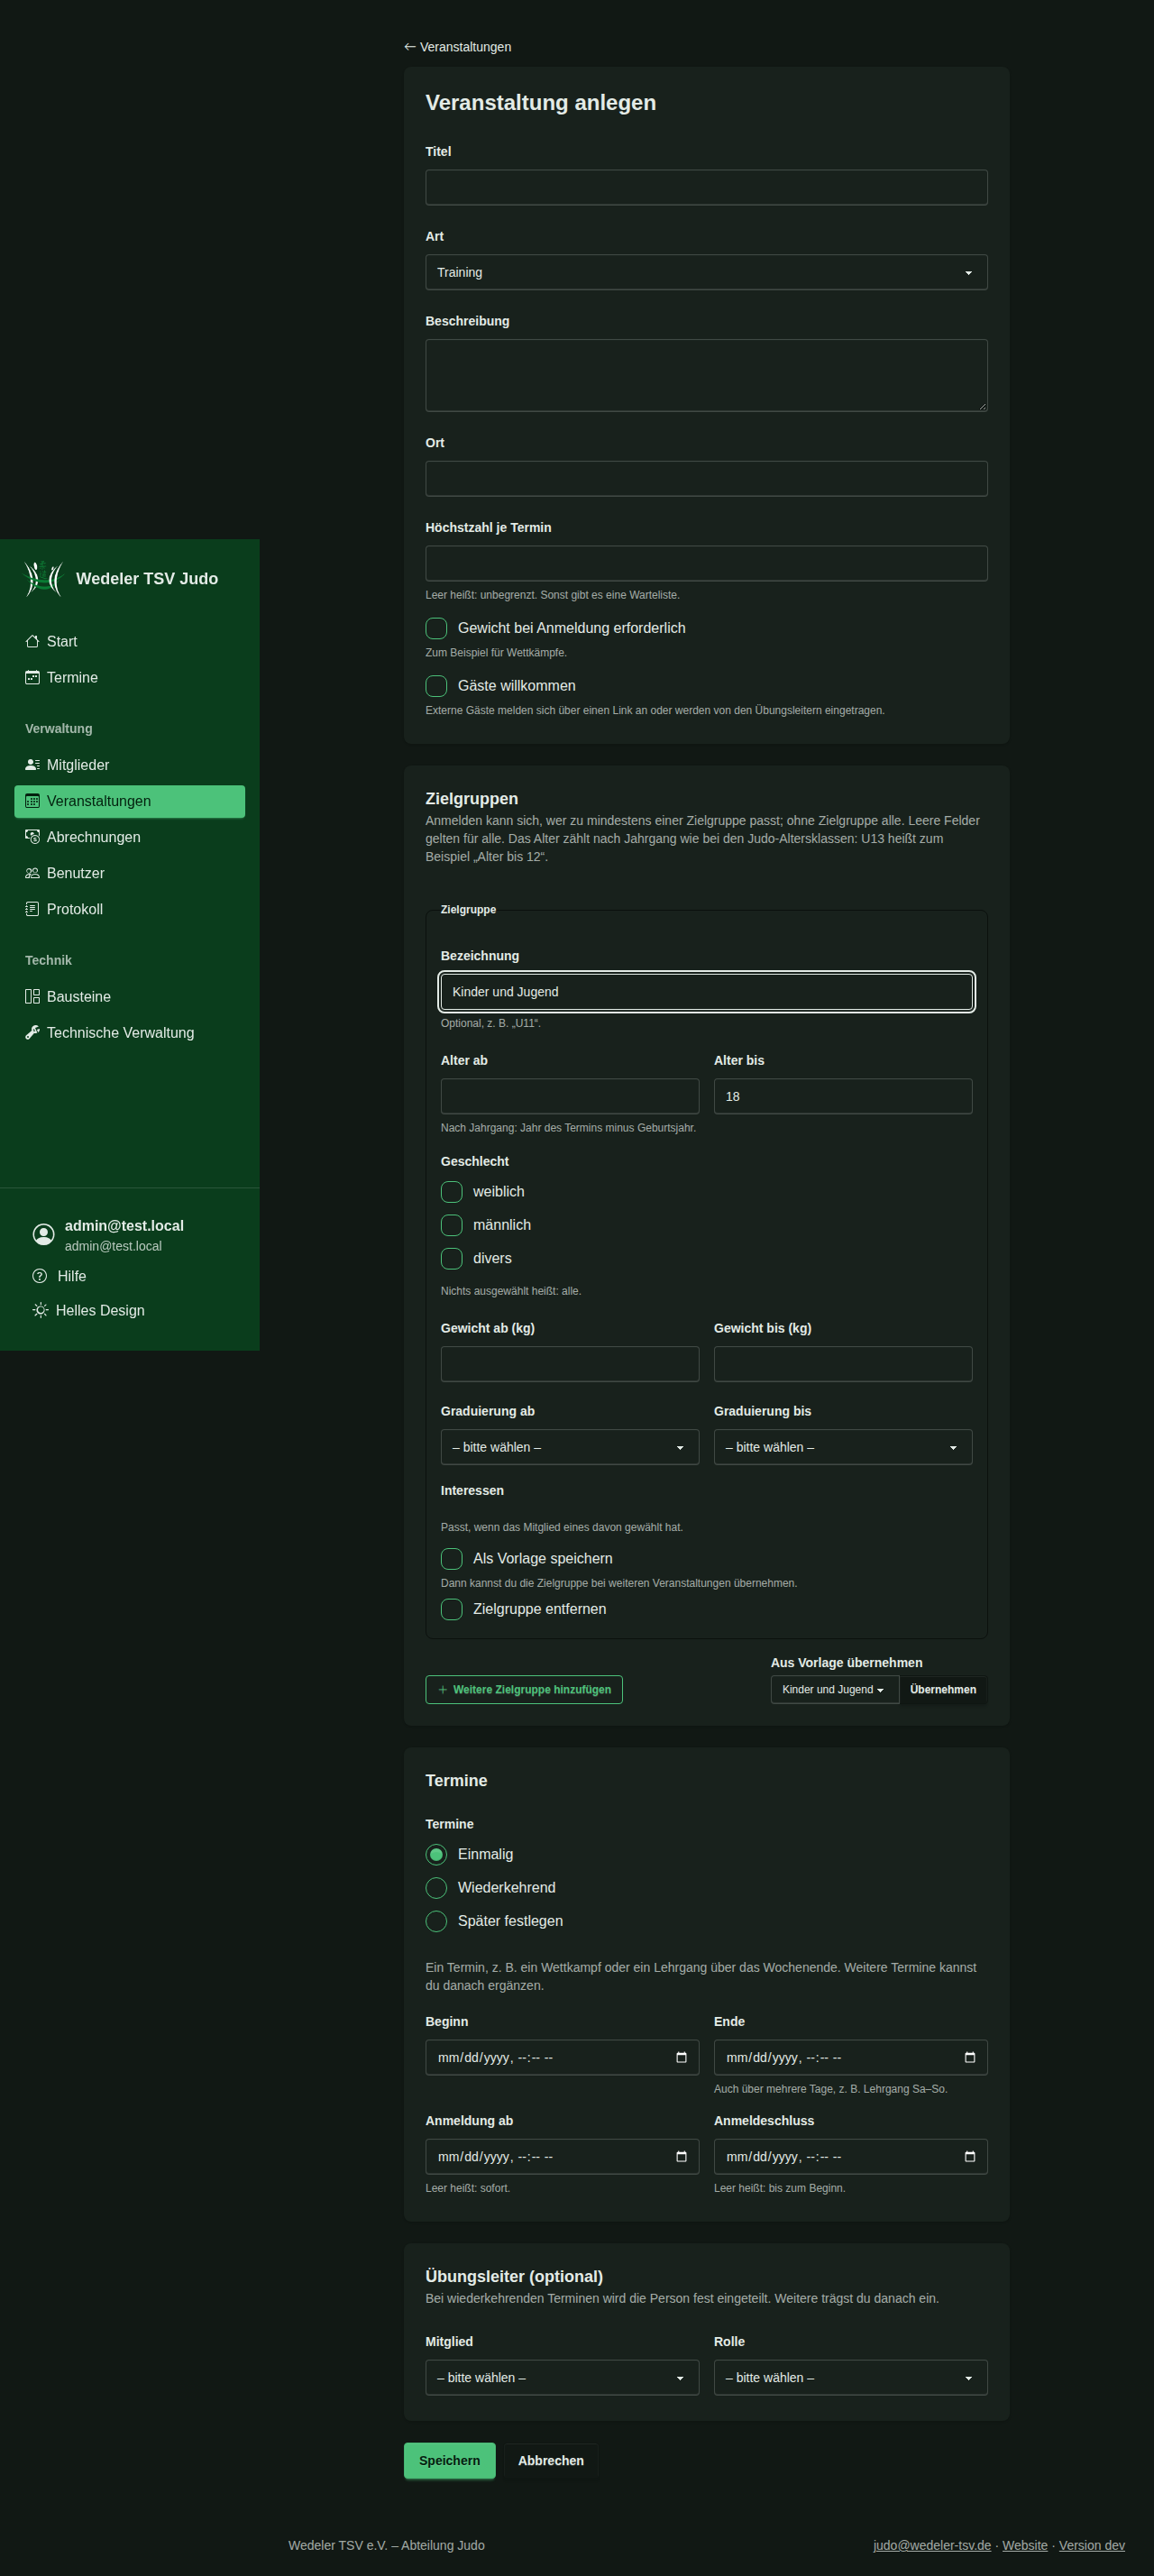 ← Veranstaltungen
Veranstaltung anlegen
Titel
Art
Training
Beschreibung
Ort
Höchstzahl je Termin
Leer heißt: unbegrenzt. Sonst gibt es eine Warteliste.
Gewicht bei Anmeldung erforderlich
Zum Beispiel für Wettkämpfe.
Gäste willkommen
Externe Gäste melden sich über einen Link an oder werden von den Übungsleitern eingetragen.
Wedeler TSV Judo
Start
Termine
Verwaltung
Mitglieder
Veranstaltungen
Abrechnungen
Benutzer
Protokoll
Technik
Bausteine
Technische Verwaltung
admin@test.local
admin@test.local
Hilfe
Helles Design
Zielgruppen
Anmelden kann sich, wer zu mindestens einer Zielgruppe passt; ohne Zielgruppe alle. Leere Felder
gelten für alle. Das Alter zählt nach Jahrgang wie bei den Judo-Altersklassen: U13 heißt zum
Beispiel „Alter bis 12“.
Zielgruppe
Bezeichnung
Kinder und Jugend
Optional, z. B. „U11“.
Alter ab
Alter bis
18
Nach Jahrgang: Jahr des Termins minus Geburtsjahr.
Geschlecht
weiblich
männlich
divers
Nichts ausgewählt heißt: alle.
Gewicht ab (kg)
Gewicht bis (kg)
Graduierung ab
Graduierung bis
– bitte wählen –
– bitte wählen –
Interessen
Passt, wenn das Mitglied eines davon gewählt hat.
Als Vorlage speichern
Dann kannst du die Zielgruppe bei weiteren Veranstaltungen übernehmen.
Zielgruppe entfernen
Aus Vorlage übernehmen
+ Weitere Zielgruppe hinzufügen
Kinder und Jugend
Übernehmen
Termine
Termine
Einmalig
Wiederkehrend
Später festlegen
Ein Termin, z. B. ein Wettkampf oder ein Lehrgang über das Wochenende. Weitere Termine kannst
du danach ergänzen.
Beginn
Ende
mm/dd/yyyy, --:-- --
mm/dd/yyyy, --:-- --
Auch über mehrere Tage, z. B. Lehrgang Sa–So.
Anmeldung ab
Anmeldeschluss
mm/dd/yyyy, --:-- --
mm/dd/yyyy, --:-- --
Leer heißt: sofort.
Leer heißt: bis zum Beginn.
Übungsleiter (optional)
Bei wiederkehrenden Terminen wird die Person fest eingeteilt. Weitere trägst du danach ein.
Mitglied
Rolle
– bitte wählen –
– bitte wählen –
Speichern
Abbrechen
Wedeler TSV e.V. – Abteilung Judo
judo@wedeler-tsv.de · Website · Version dev